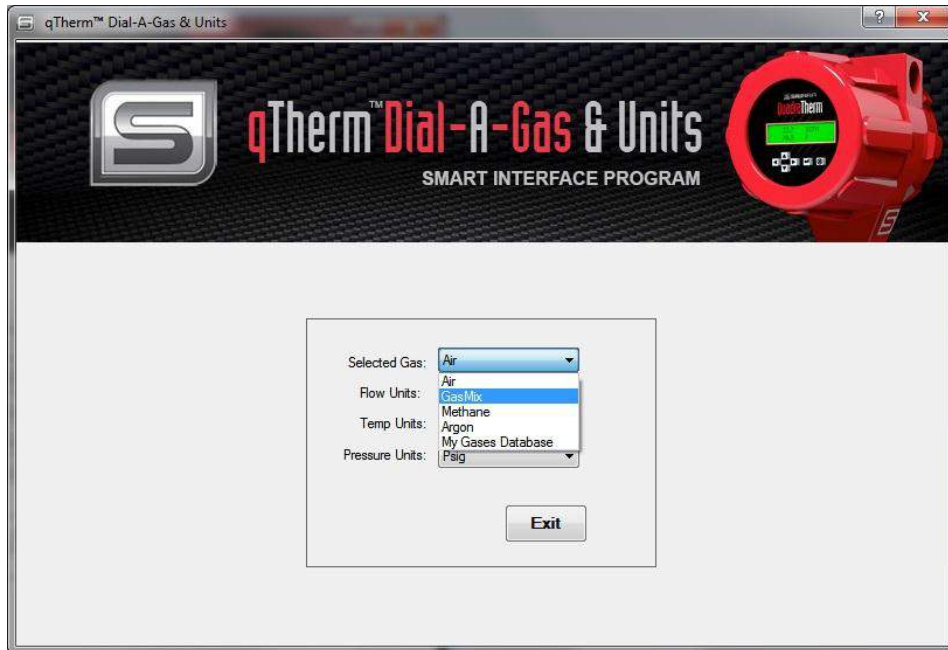 qTherm™ Dial-A-Gas & Units
qTherm™ Dial-A-Gas & Units
SMART INTERFACE PROGRAM
QuadraTherm
Selected Gas: Air
Air
Flow Units: GasMix
Methane
Temp Units: Argon
My Gases Database
Pressure Units: Psig
Exit